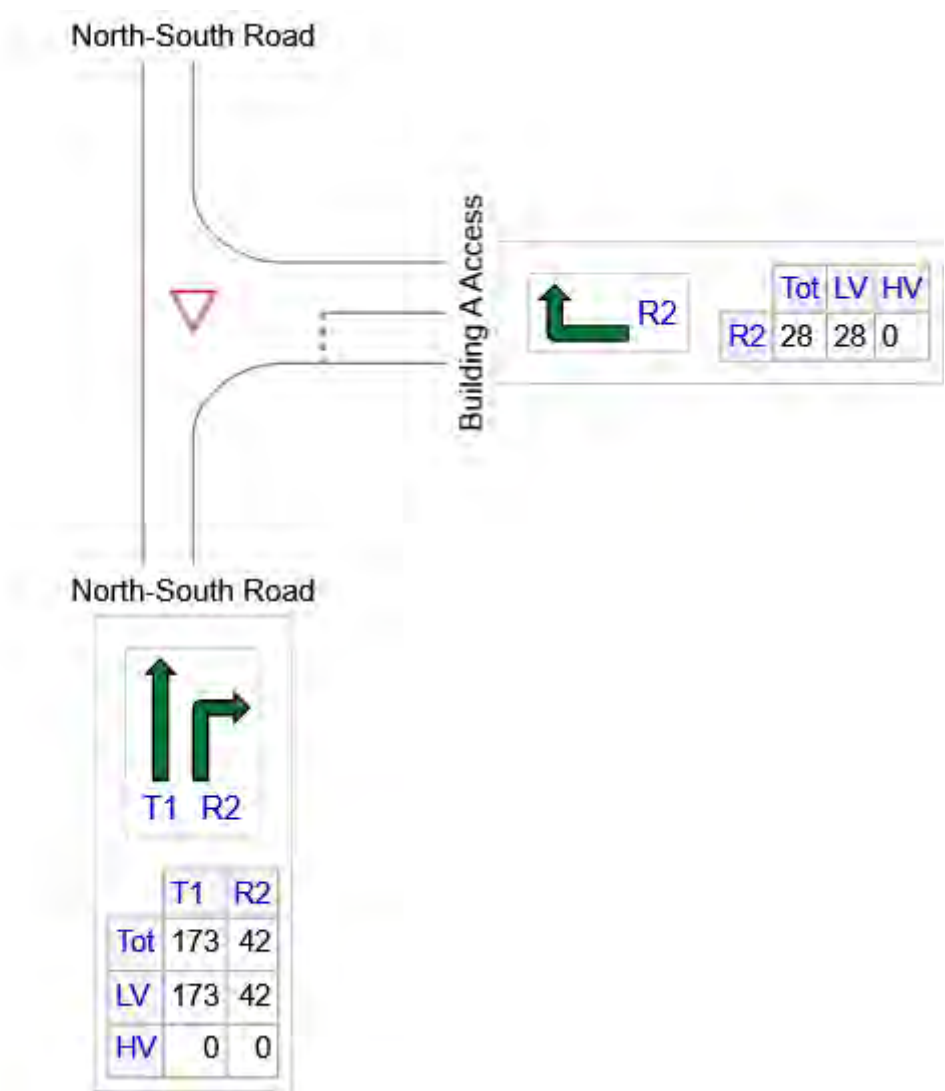 North-South Road
Building A Access
R2
Tot LV HV
R2 28 28 0
North-South Road
T1 R2
T1 R2
Tot 173 42
LV 173 42
HV 0 0